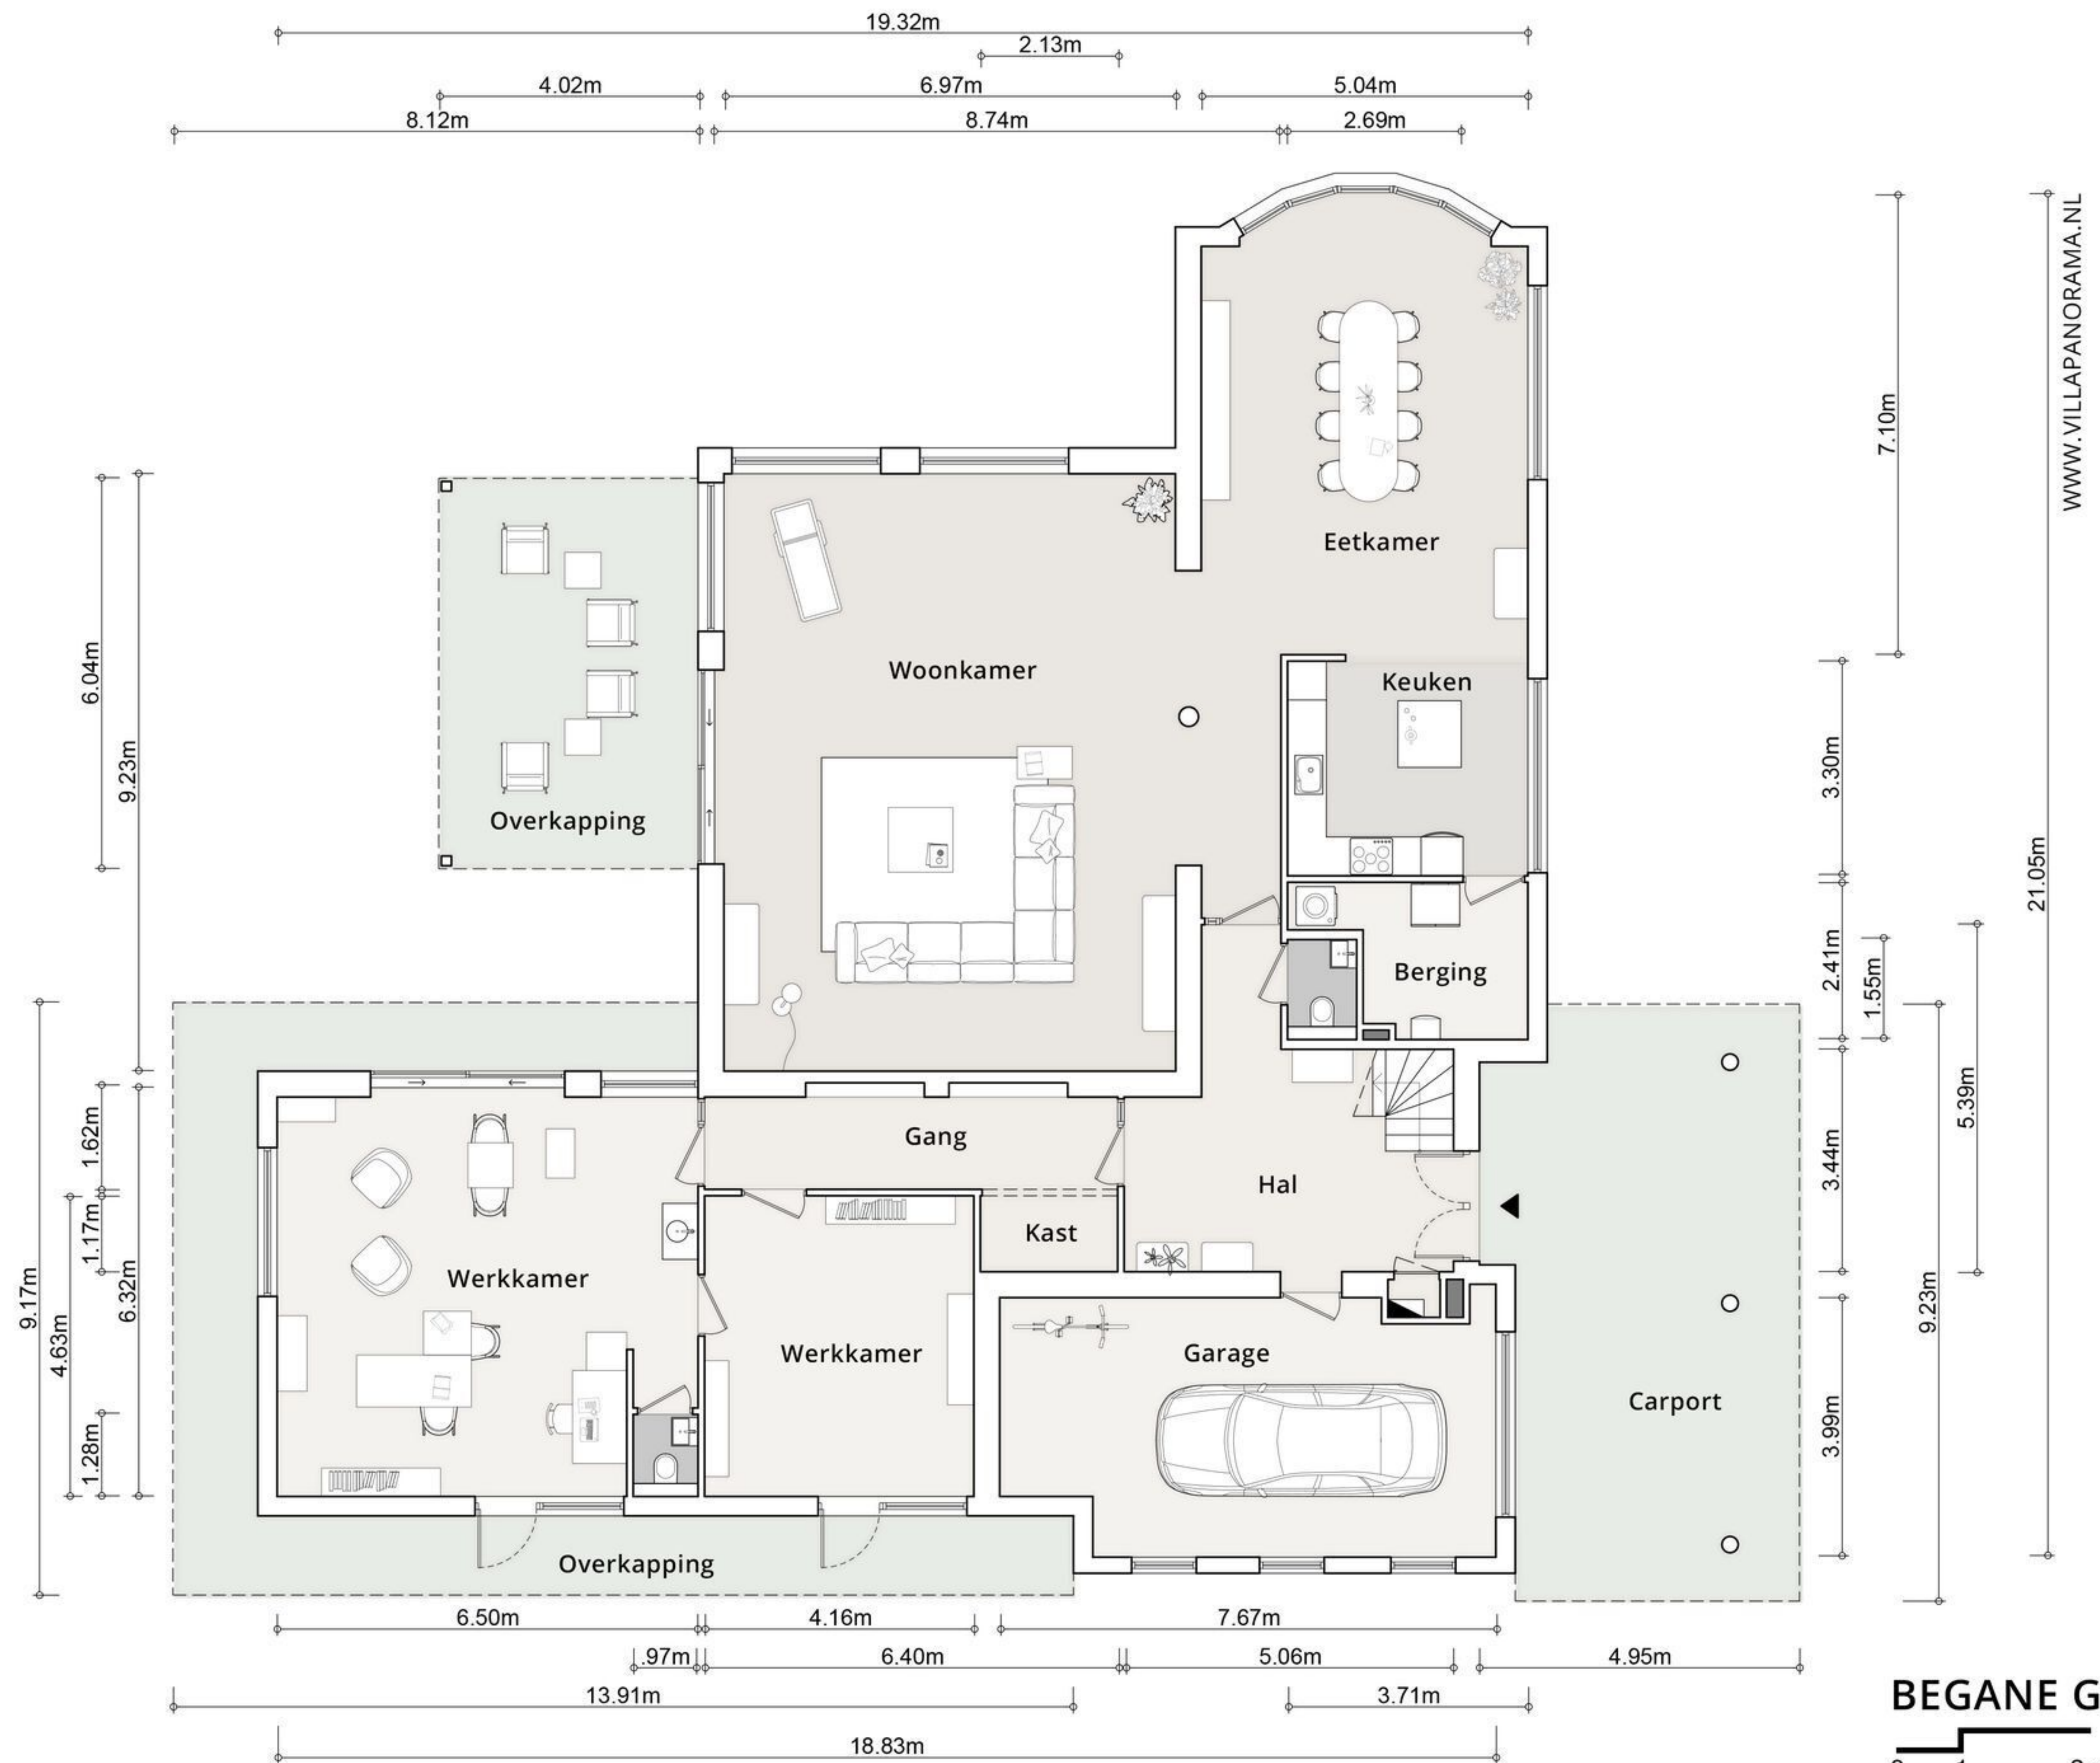 19.32m
2.13m
4.02m
6.97m
5.04m
8.12m
8.74m
2.69m
WWW.VILLAPANORAMA.NL
7.10m
Eetkamer
Woonkamer
Keuken
6.04m
9.23m
3.30m
Overkapping
21.05m
2.41m
1.55m
Berging
5.39m
1.62m
Gang
3.44m
Hal
1.17m
Kast
9.17m
4.63m
6.32m
Werkkamer
9.23m
Werkkamer
Garage
Carport
1.28m
3.99m
Overkapping
6.50m
4.16m
7.67m
.97m
6.40m
5.06m
4.95m
13.91m
3.71m
BEGANE G
18.83m